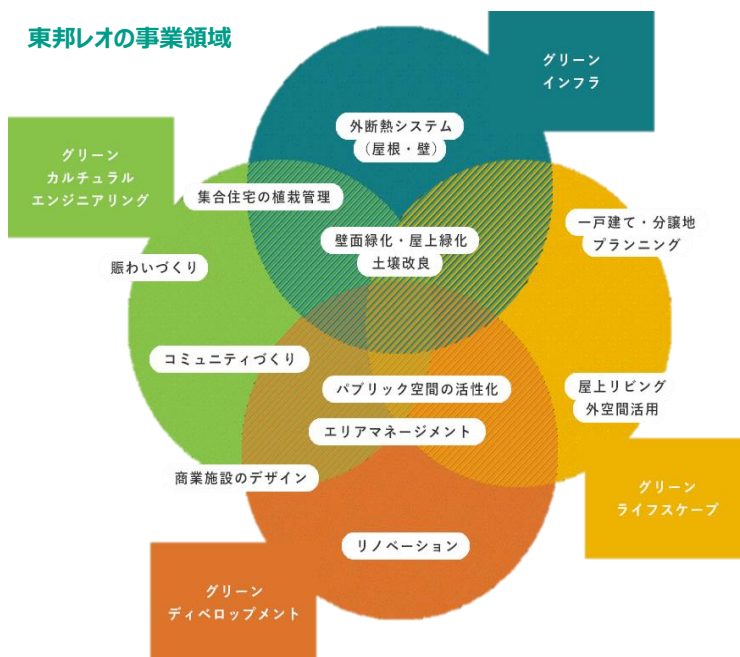 東邦レオの事業領域
グリーン
インフラ
外断熱システム
（屋根・壁）
グリーン
カルチュラル
エンジニアリング
集合住宅の植栽管理
一戸建て・分譲地
プランニング
壁面緑化・屋上緑化
土壌改良
賑わいづくり
コミュニティづくり
パブリック空間の活性化
屋上リビング
外空間活用
エリアマネージメント
商業施設のデザイン
グリーン
ライフスケープ
リノベーション
グリーン
ディベロップメント